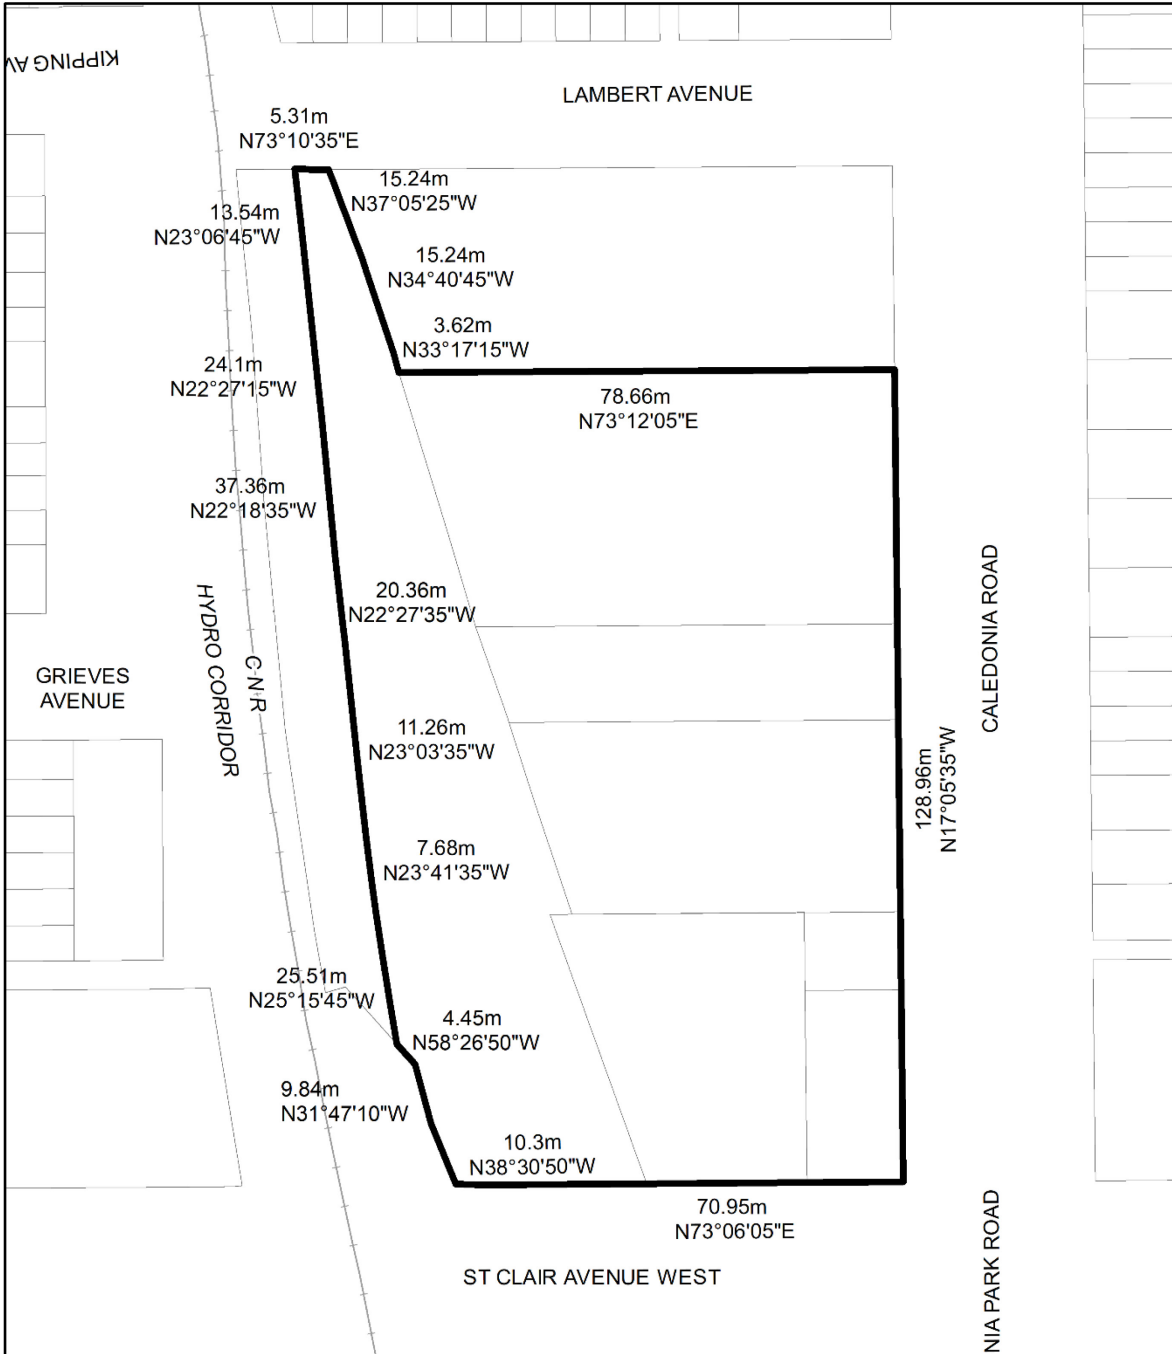 KIPPING AV
LAMBERT AVENUE
5.31m
N73°10'35"E
15.24m
N37°05'25"W
13.54m
N23°06'45"W
15.24m
N34°40'45"W
3.62m
N33°17'15"W
24.1m
N22°27'15"W
78.66m
N73°12'05"E
37.36m
N22°18'35"W
20.36m
N22°27'35"W
HYDRO CORRIDOR
C-N-R
CALEDONIA ROAD
GRIEVES
AVENUE
11.26m
N23°03'35"W
128.96m
N17°05'35"W
7.68m
N23°41'35"W
25.51m
N25°15'45"W
4.45m
N58°26'50"W
9.84m
N31°47'10"W
10.3m
N38°30'50"W
70.95m
N73°06'05"E
ST CLAIR AVENUE WEST
NIA PARK ROAD